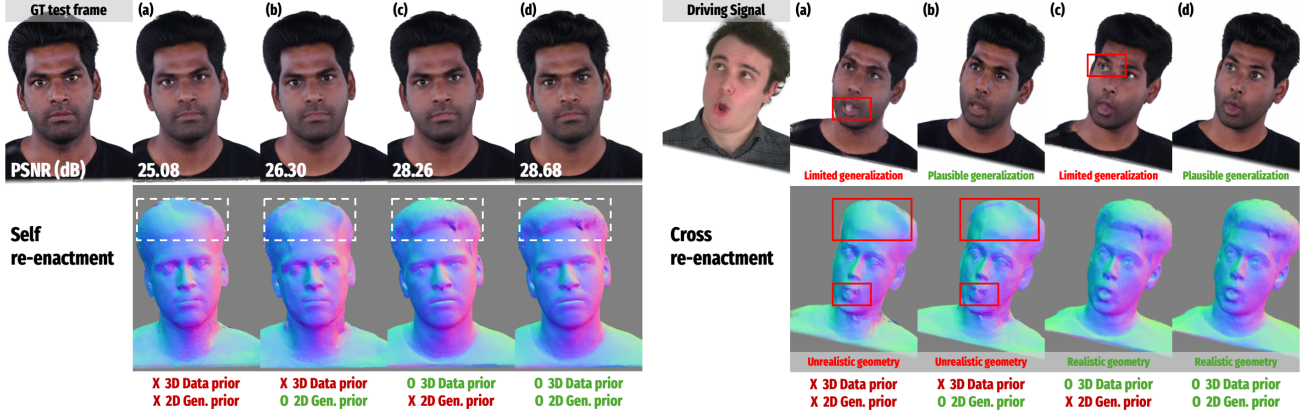 GT test frame
(a)
(b)
(c)
(d)
PSNR (dB)
25.08
26.30
28.26
28.68
Self
re-enactment
X 3D Data prior
X 2D Gen. prior
X 3D Data prior
O 2D Gen. prior
O 3D Data prior
X 2D Gen. prior
O 3D Data prior
O 2D Gen. prior
Driving Signal
(a)
(b)
(c)
(d)
Limited generalization
Plausible generalization
Limited generalization
Plausible generalization
Cross
re-enactment
Unrealistic geometry
Unrealistic geometry
Realistic geometry
Realistic geometry
X 3D Data prior
X 2D Gen. prior
X 3D Data prior
O 2D Gen. prior
O 3D Data prior
X 2D Gen. prior
O 3D Data prior
O 2D Gen. prior